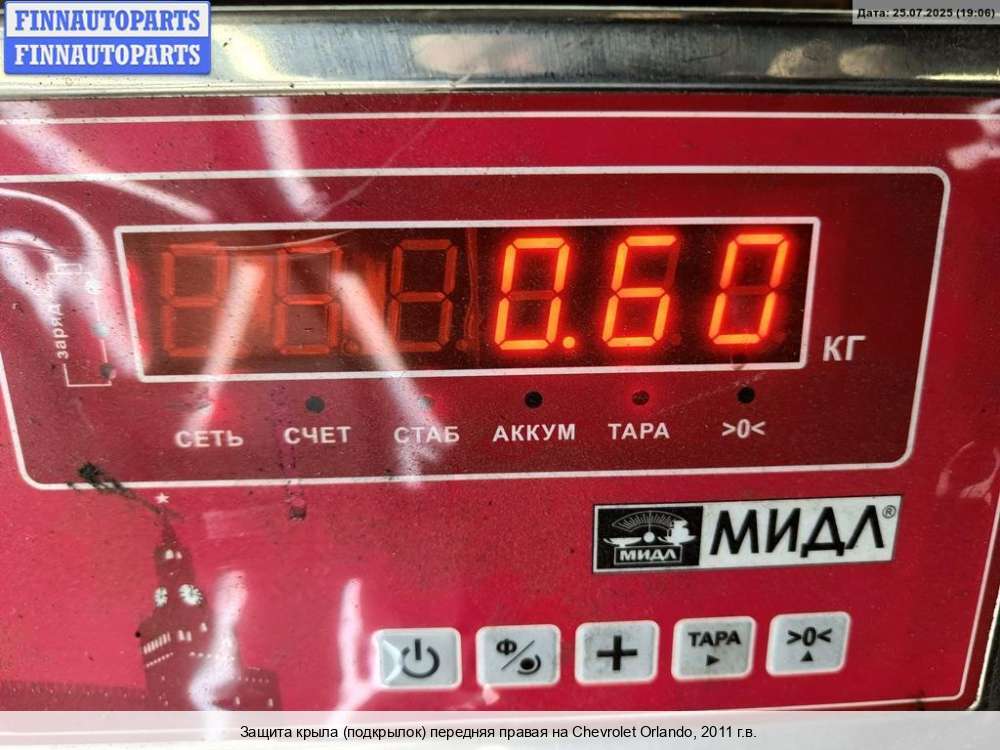 FINNAUTOPARTS
FINNAUTOPARTS
Дата: 25.07.2025 (19:06)
0.60
КГ
заряд
СЕТЬ СЧЕТ СТАБ АККУМ ТАРА >0<
МИДЛ МИДЛ®
Ф ТАРА >0<
Защита крыла (подкрылок) передняя правая на Chevrolet Orlando, 2011 г.в.